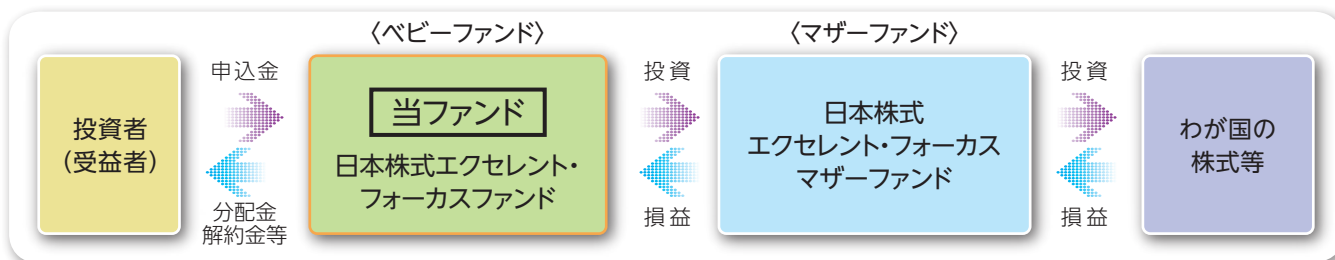 〈ベビーファンド〉
〈マザーファンド〉
投資者
（受益者）
申込金
分配金
解約金等
当ファンド
日本株式エクセレント・
フォーカスファンド
投資
損益
日本株式
エクセレント・フォーカス
マザーファンド
投資
損益
わが国の
株式等